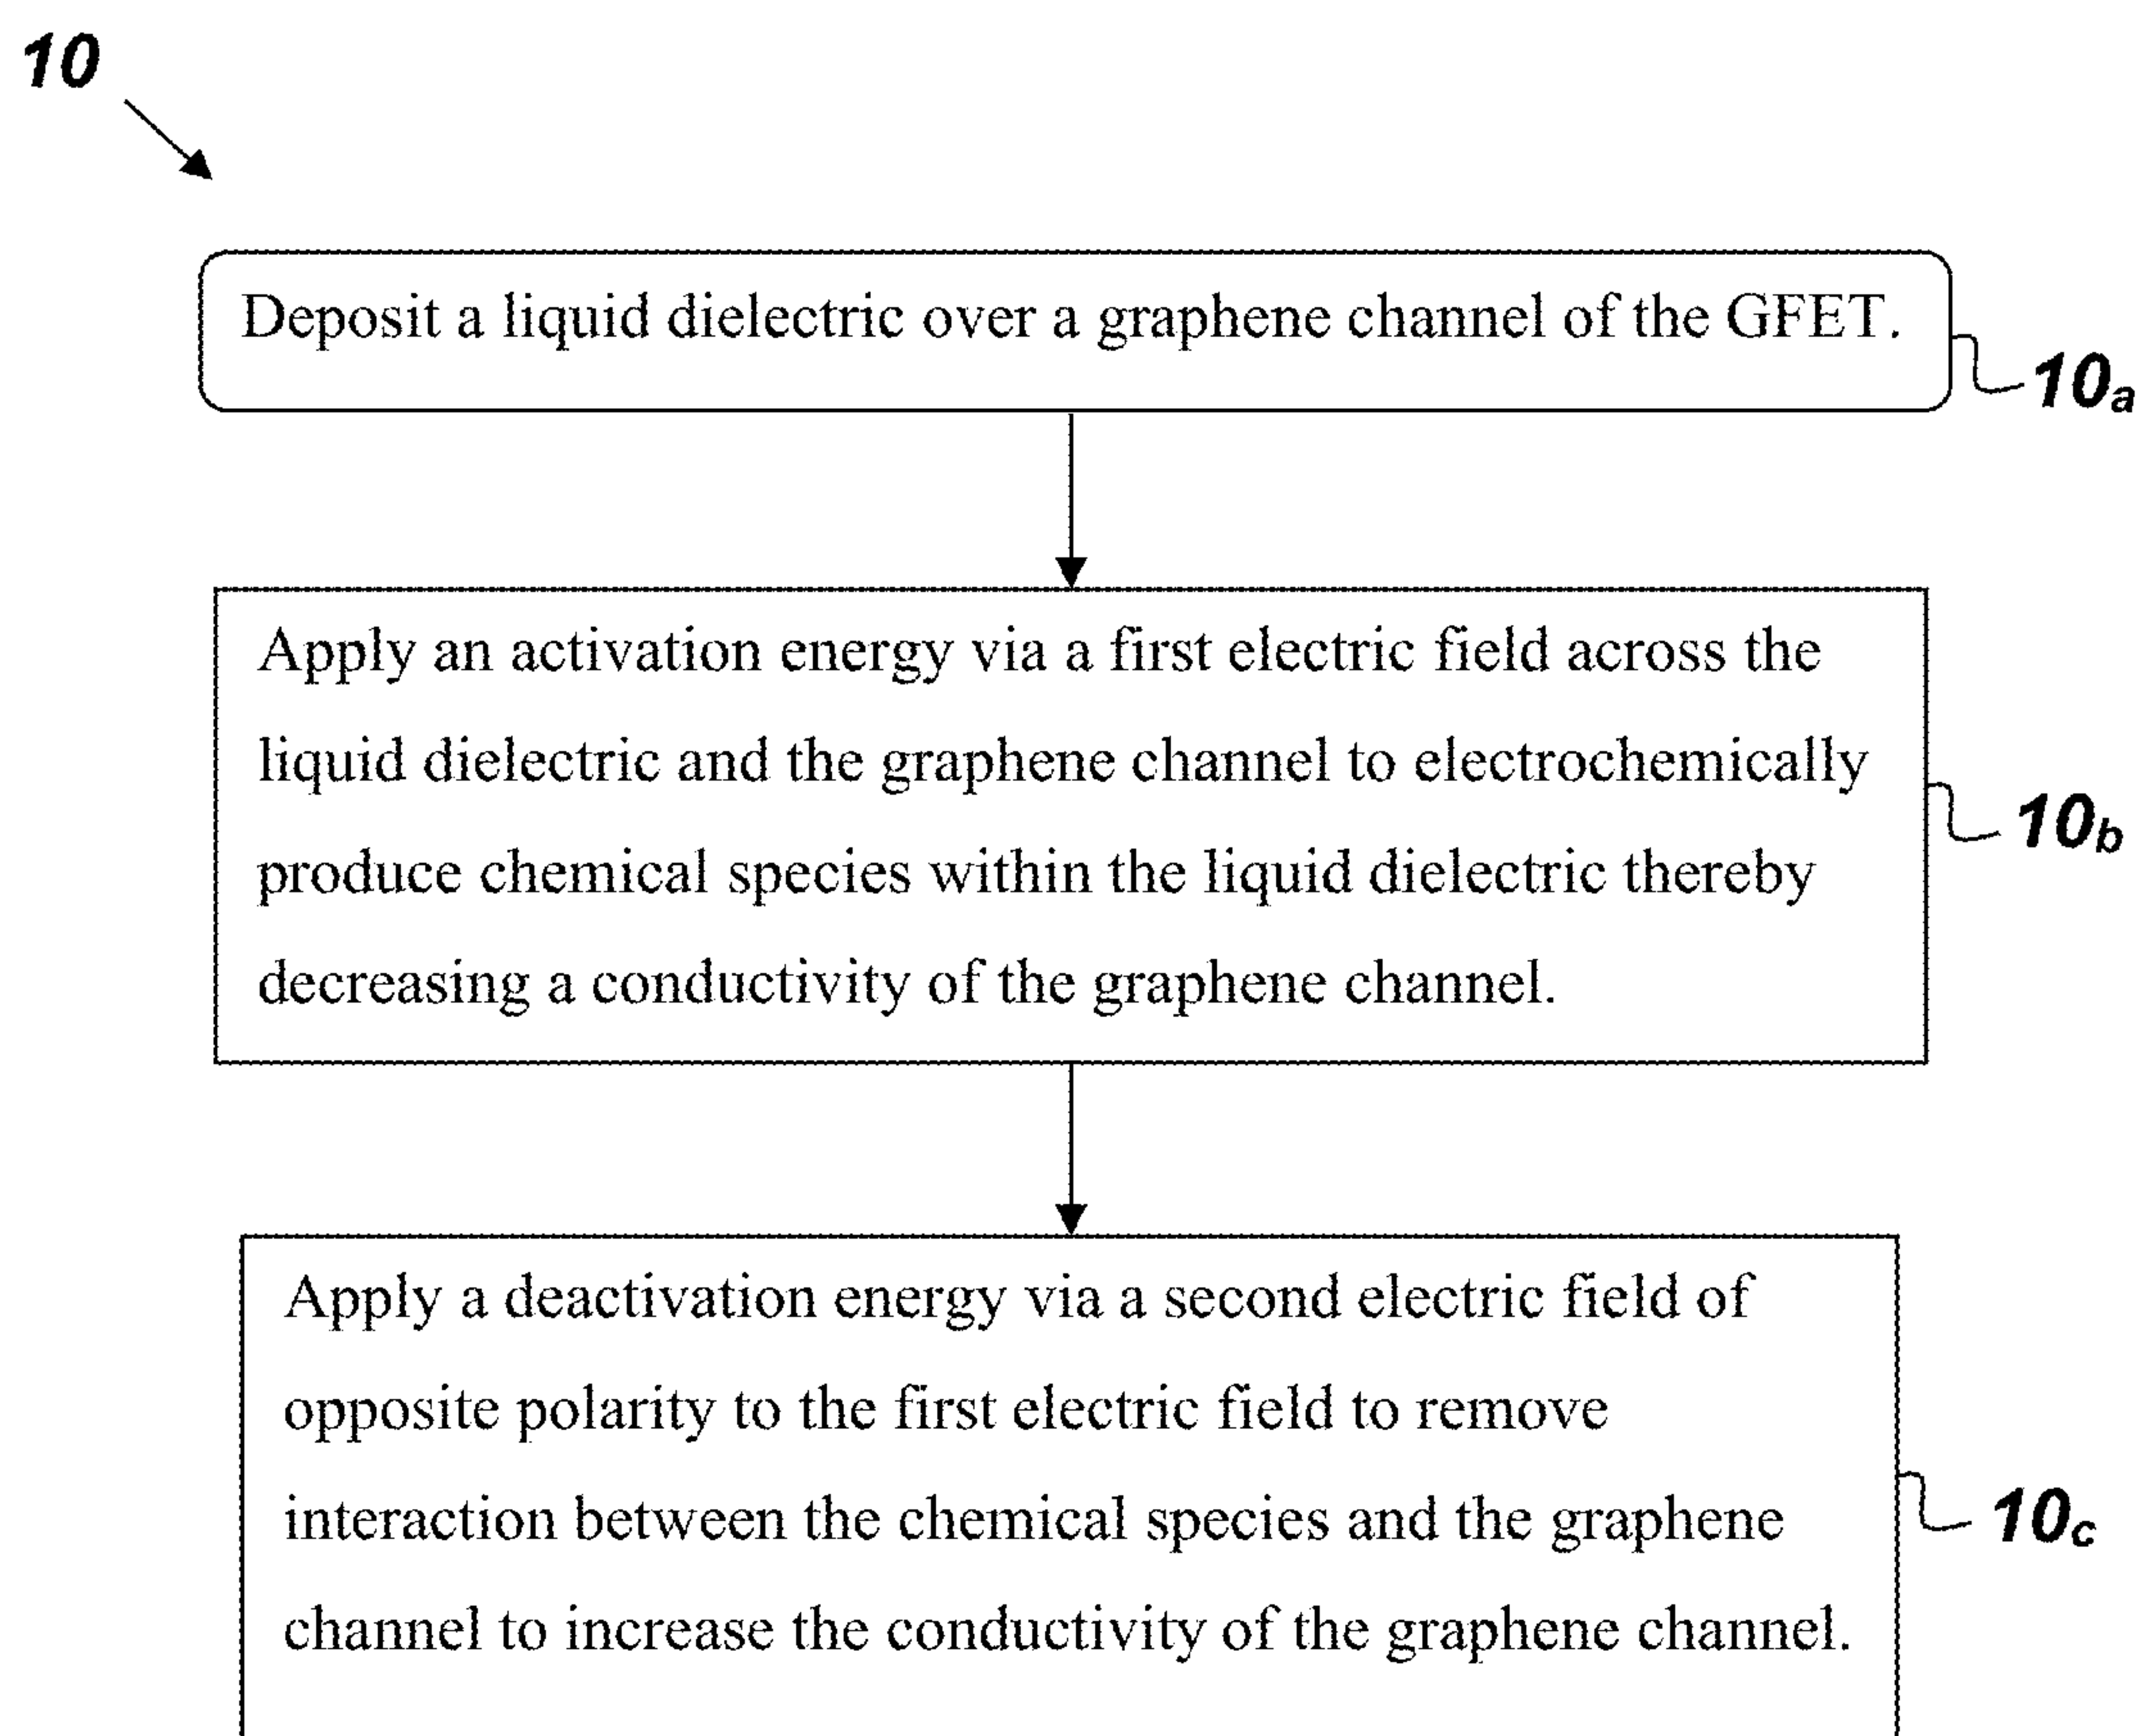 10
Deposit a liquid dielectric over a graphene channel of the GFET.
10a
Apply an activation energy via a first electric field across the
liquid dielectric and the graphene channel to electrochemically
produce chemical species within the liquid dielectric thereby
decreasing a conductivity of the graphene channel.
10b
Apply a deactivation energy via a second electric field of
opposite polarity to the first electric field to remove
interaction between the chemical species and the graphene
channel to increase the conductivity of the graphene channel.
10c